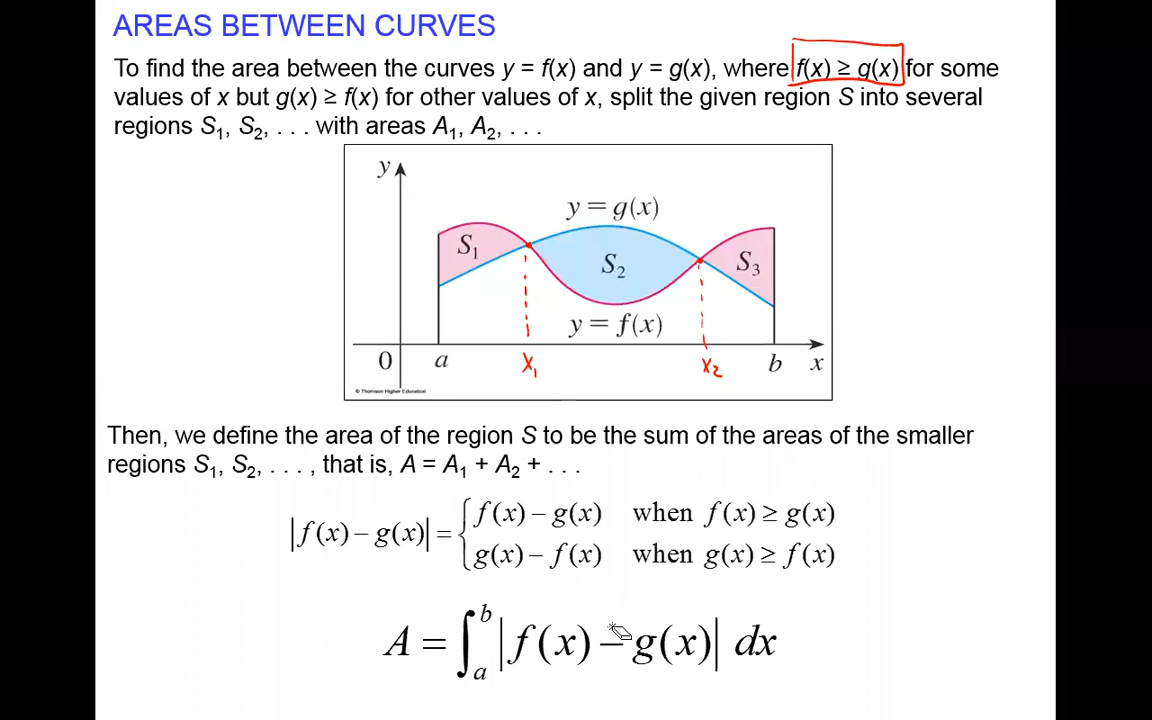 AREAS BETWEEN CURVES
To find the area between the curves y = f(x) and y = g(x), where f(x) ≥ g(x) for some
values of x but g(x) ≥ f(x) for other values of x, split the given region S into several
regions S₁, S₂, . . . with areas A₁, A₂, . . .
y
y = g(x)
S₁
S₂
S₃
y = f(x)
0 a x₁ x₂ b x
© Thomson Higher Education
Then, we define the area of the region S to be the sum of the areas of the smaller
regions S₁, S₂, . . . , that is, A = A₁ + A₂ + . . .
|f(x) – g(x)| = { f(x) – g(x) when f(x) ≥ g(x)
g(x) – f(x) when g(x) ≥ f(x)
A = ∫ₐᵇ |f(x) – g(x)| dx